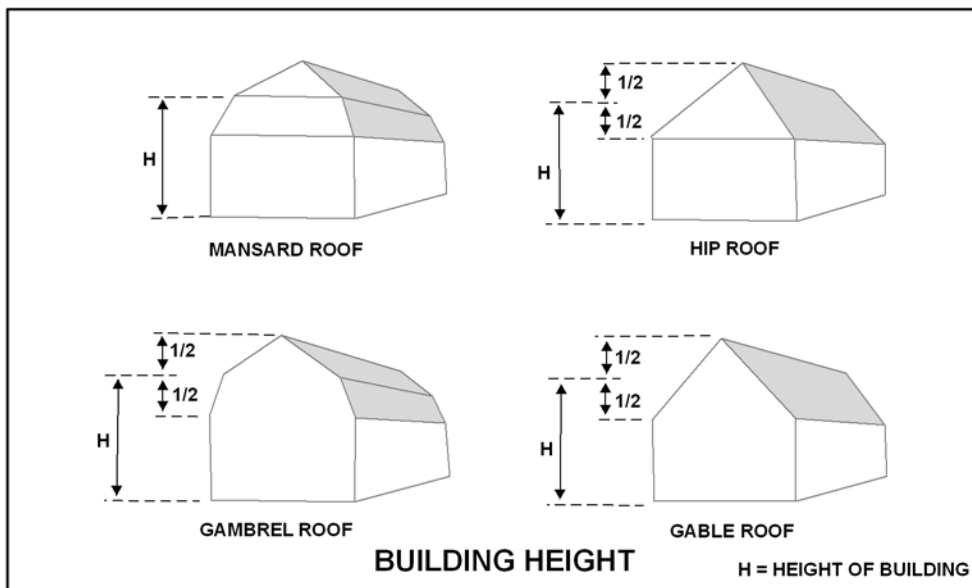 H
MANSARD ROOF
1/2
1/2
H
HIP ROOF
1/2
1/2
H
GAMBREL ROOF
1/2
1/2
H
GABLE ROOF
BUILDING HEIGHT
H = HEIGHT OF BUILDING